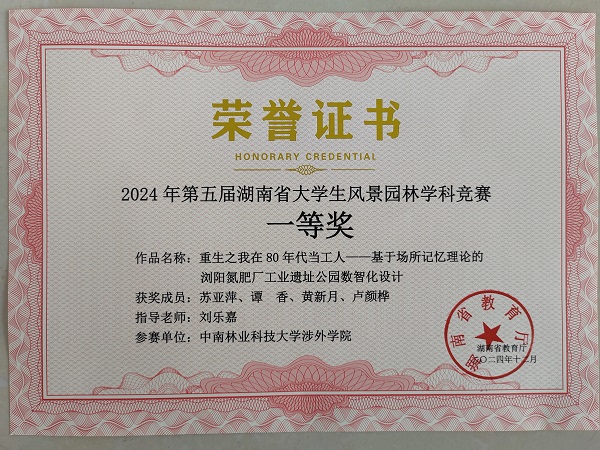 荣誉证书
HONORARY CREDENTIAL
2024年第五届湖南省大学生风景园林学科竞赛
一等奖
作品名称：重生之我在80年代当工人——基于场所记忆理论的
浏阳氮肥厂工业遗址公园数智化设计
获奖成员：苏亚萍、谭 香、黄新月、卢颜桦
指导老师：刘乐嘉
参赛单位：中南林业科技大学涉外学院
湖南省教育厅
湖南省教育厅
二〇二四年十二月